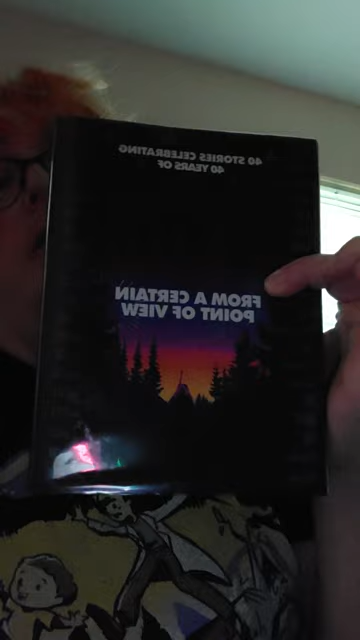 40 STORIES CELEBRATING
40 YEARS OF
FROM A CERTAIN
POINT OF VIEW